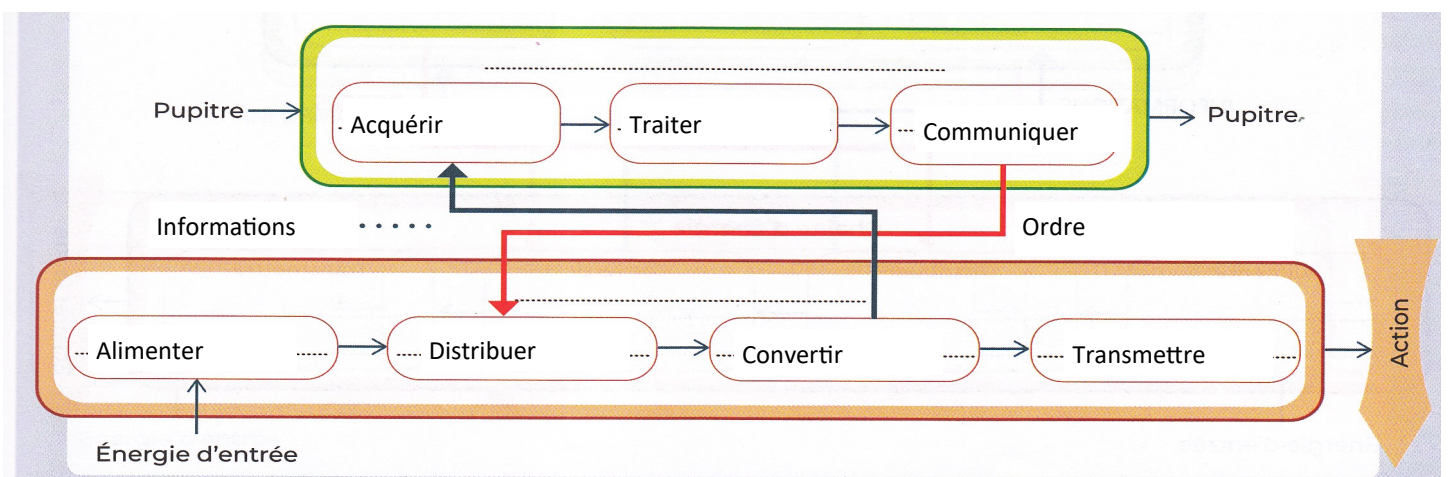 Pupitre
Acquérir
Traiter
Communiquer
Pupitre
Informations
Ordre
Alimenter
Distribuer
Convertir
Transmettre
Action
Énergie d'entrée